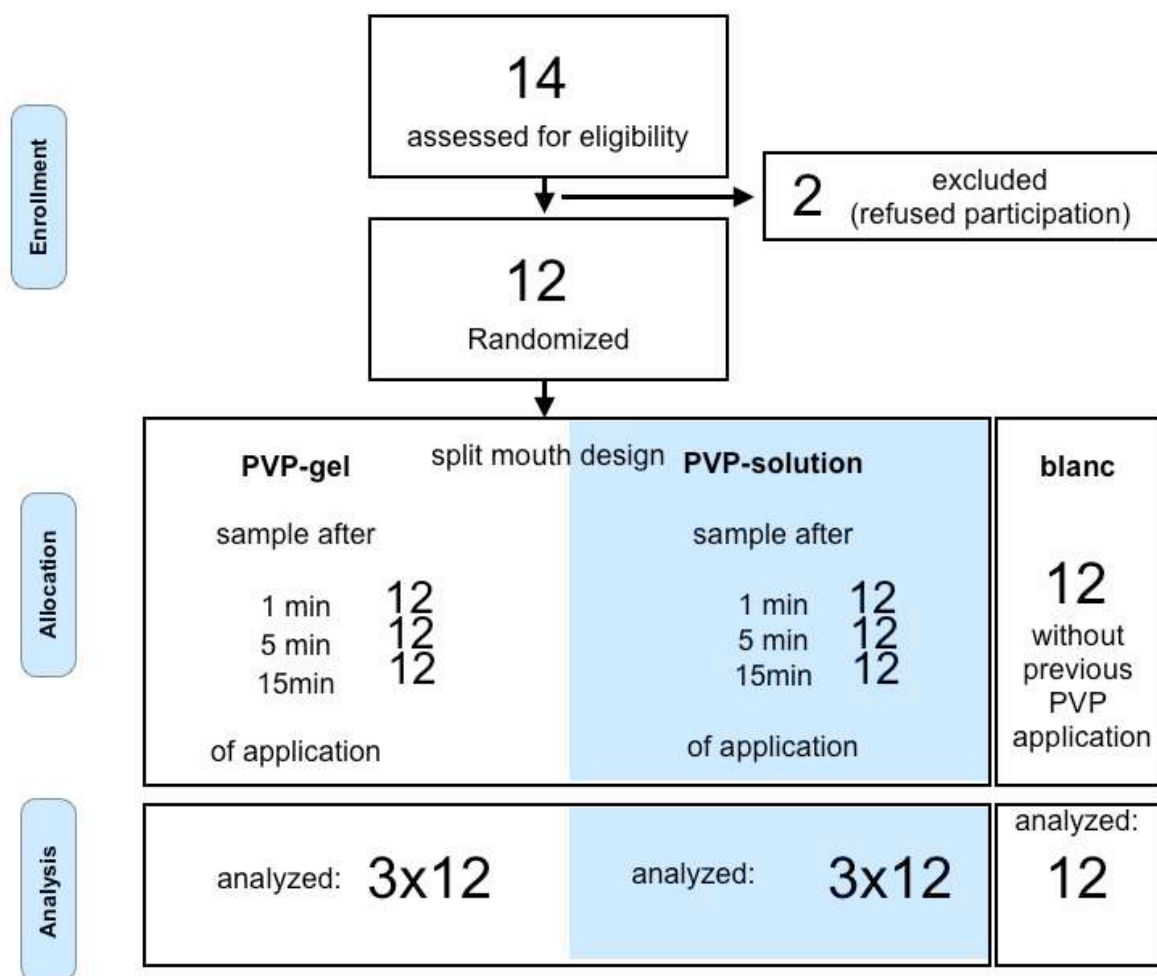 Enrollment
14
assessed for eligibility
2
excluded
(refused participation)
12
Randomized
Allocation
split mouth design
PVP-gel
sample after
1 min 12
5 min 12
15min 12
of application
PVP-solution
sample after
1 min 12
5 min 12
15min 12
of application
blanc
12
without
previous
PVP
application
Analysis
analyzed: 3x12
analyzed: 3x12
analyzed:
12